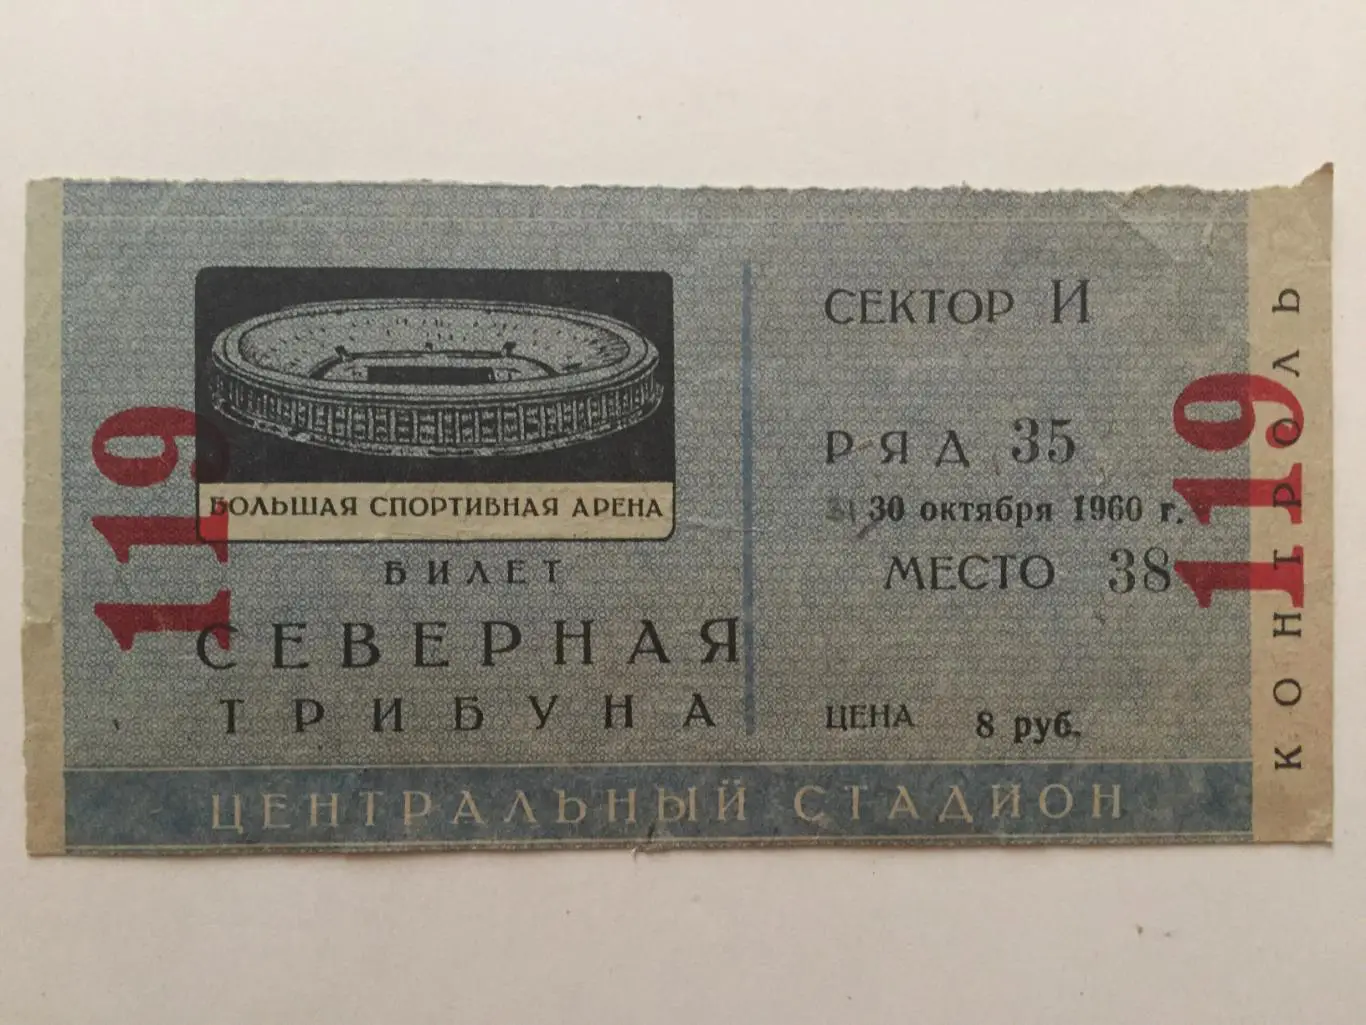 119
БОЛЬШАЯ СПОРТИВНАЯ АРЕНА
БИЛЕТ
СЕВЕРНАЯ
ТРИБУНА
СЕКТОР И
РЯД 35
30 октября 1960 г.
МЕСТО 38
ЦЕНА 8 руб.
ЦЕНТРАЛЬНЫЙ СТАДИОН
119
КОНТРОЛЬ